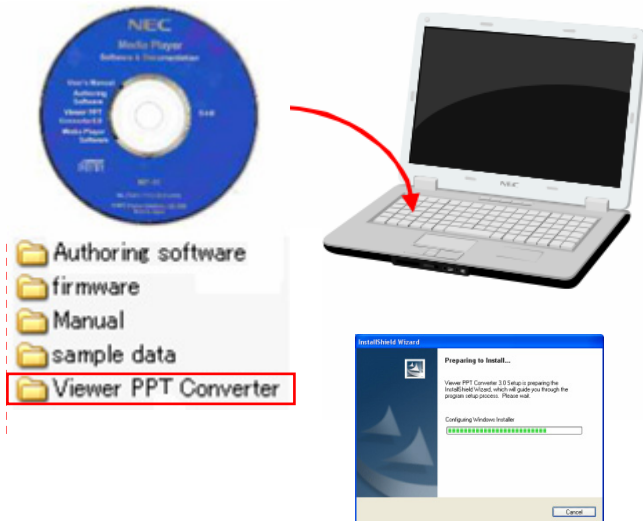 NEC
Media Player
Software & Documentation
User's Manual
Authoring
Software
Viewer PPT
Converter
Media Player
Software
NEC
Authoring software
firmware
Manual
sample data
Viewer PPT Converter
InstallShield Wizard
Preparing to Install...
Viewer PPT Converter 3.0 Setup is preparing the
InstallShield Wizard, which will guide you through the
program setup process. Please wait.
Configuring Windows Installer
Cancel